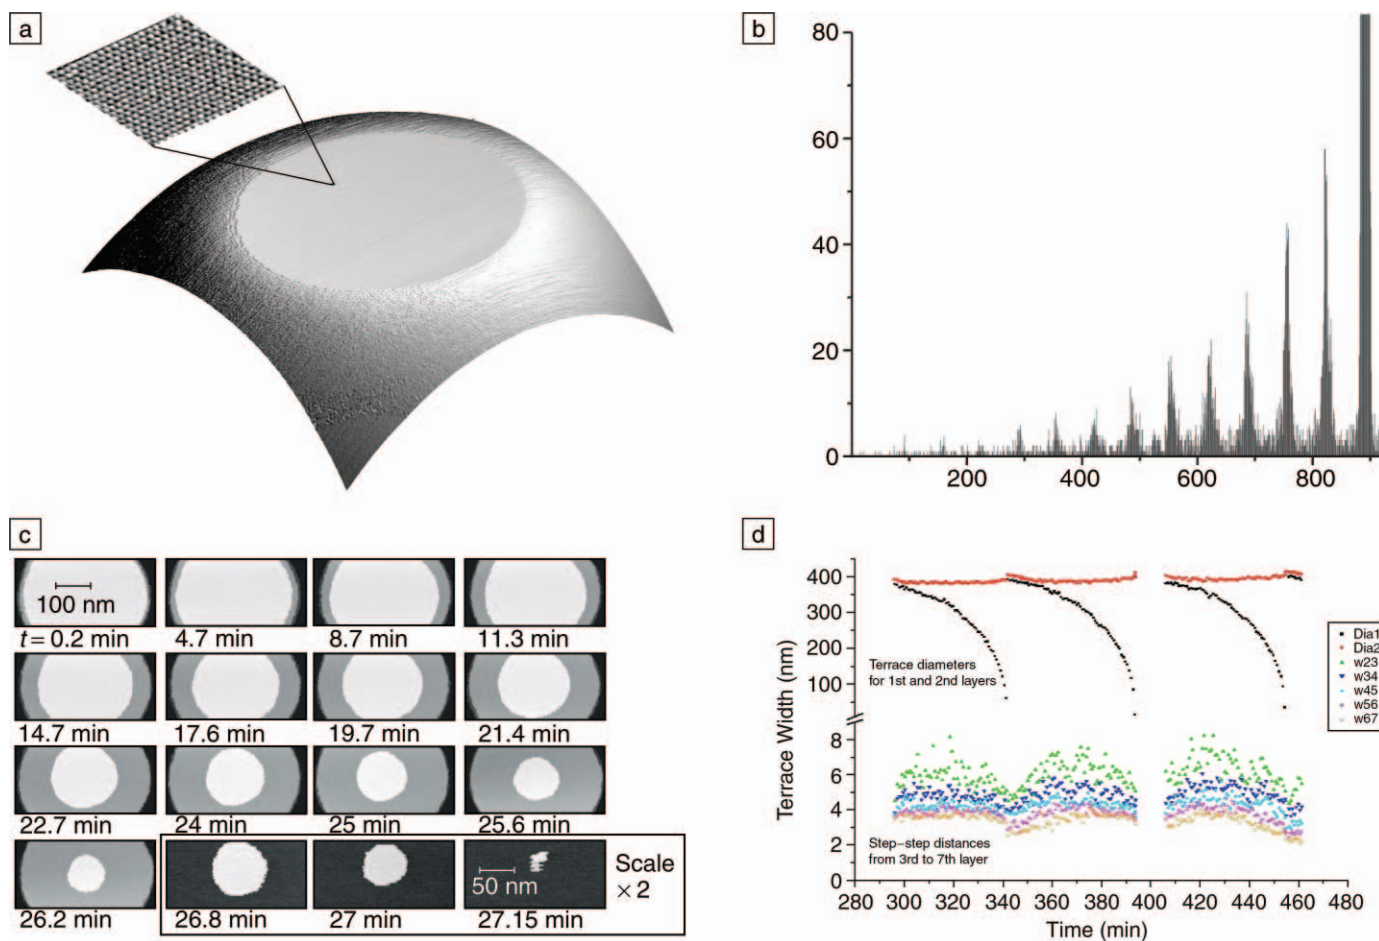 a
b
80
60
40
20
0
200
400
600
800
c
100 nm
t = 0.2 min
4.7 min
8.7 min
11.3 min
14.7 min
17.6 min
19.7 min
21.4 min
22.7 min
24 min
25 min
25.6 min
50 nm
Scale
× 2
26.2 min
26.8 min
27 min
27.15 min
d
Terrace Width (nm)
400
300
200
100
8
6
4
2
0
Terrace diameters
for 1st and 2nd layers
Step–step distances
from 3rd to 7th layer
Dia1
Dia2
w23
w34
w45
w56
w67
280 300 320 340 360 380 400 420 440 460 480
Time (min)